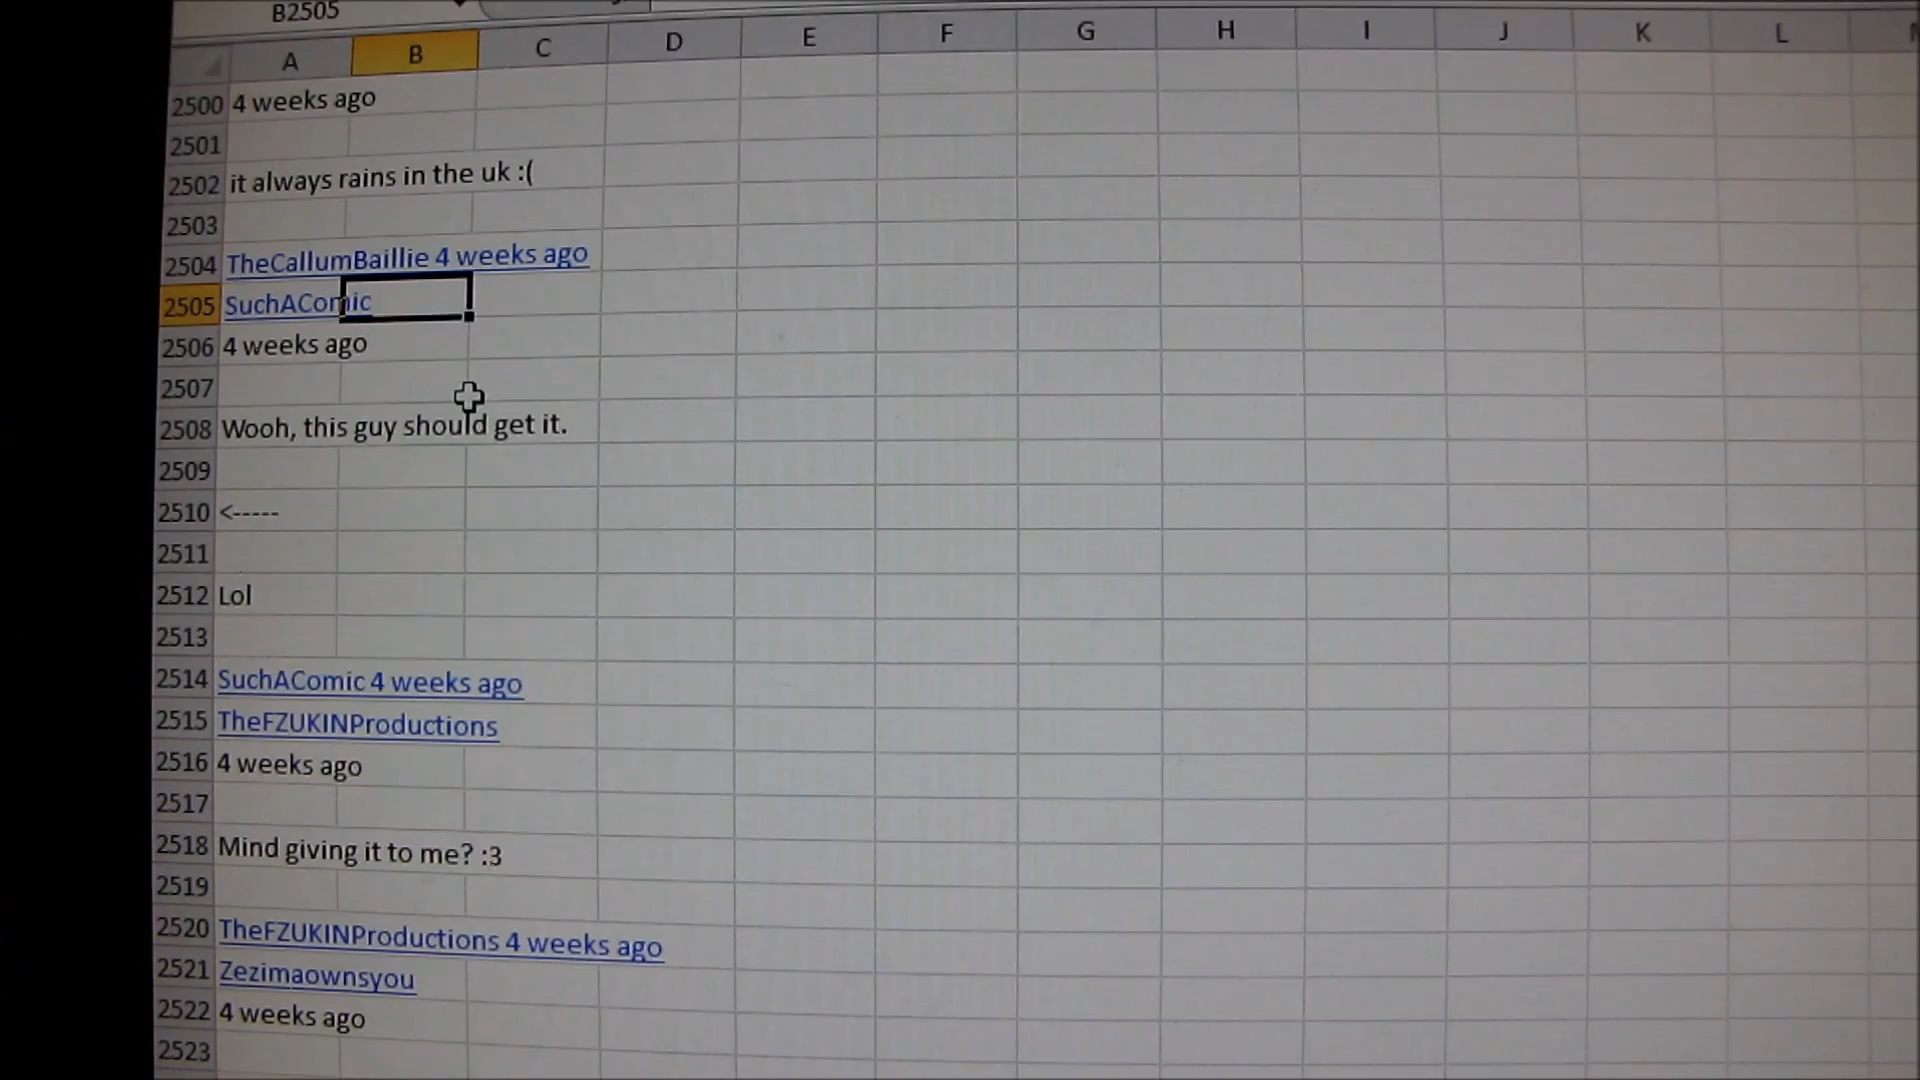 B2505
A B C D E F G H I J K L
2500 4 weeks ago
2501
2502 it always rains in the uk :(
2503
2504 TheCallumBaillie 4 weeks ago
2505 SuchAComic
2506 4 weeks ago
2507
2508 Wooh, this guy should get it.
2509
2510 <-----
2511
2512 Lol
2513
2514 SuchAComic 4 weeks ago
2515 TheFZUKINProductions
2516 4 weeks ago
2517
2518 Mind giving it to me? :3
2519
2520 TheFZUKINProductions 4 weeks ago
2521 Zezimaownsyou
2522 4 weeks ago
2523